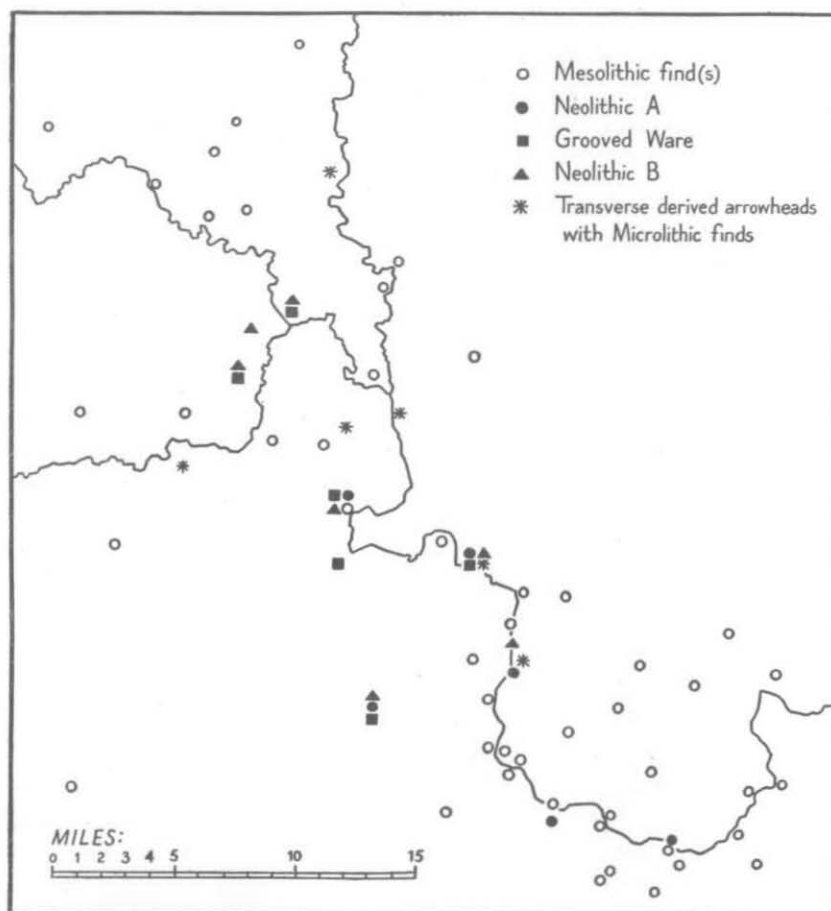 Mesolithic find(s)
Neolithic A
Grooved Ware
Neolithic B
Transverse derived arrowheads
with Microlithic finds
MILES:
0 1 2 3 4 5 10 15